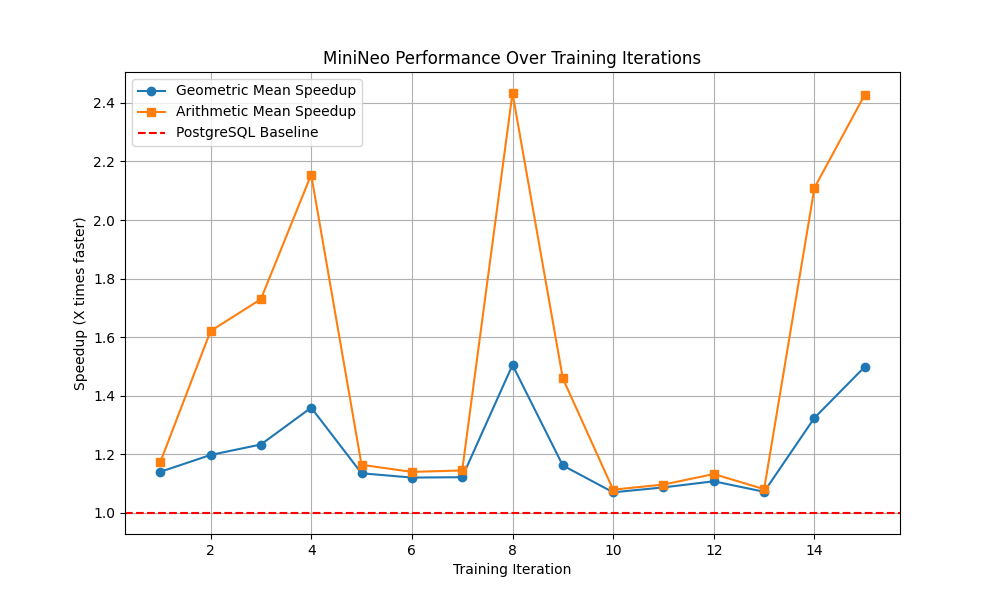 MiniNeo Performance Over Training Iterations
Geometric Mean Speedup
Arithmetic Mean Speedup
PostgreSQL Baseline
Speedup (X times faster)
2.4
2.2
2.0
1.8
1.6
1.4
1.2
1.0
2 4 6 8 10 12 14
Training Iteration